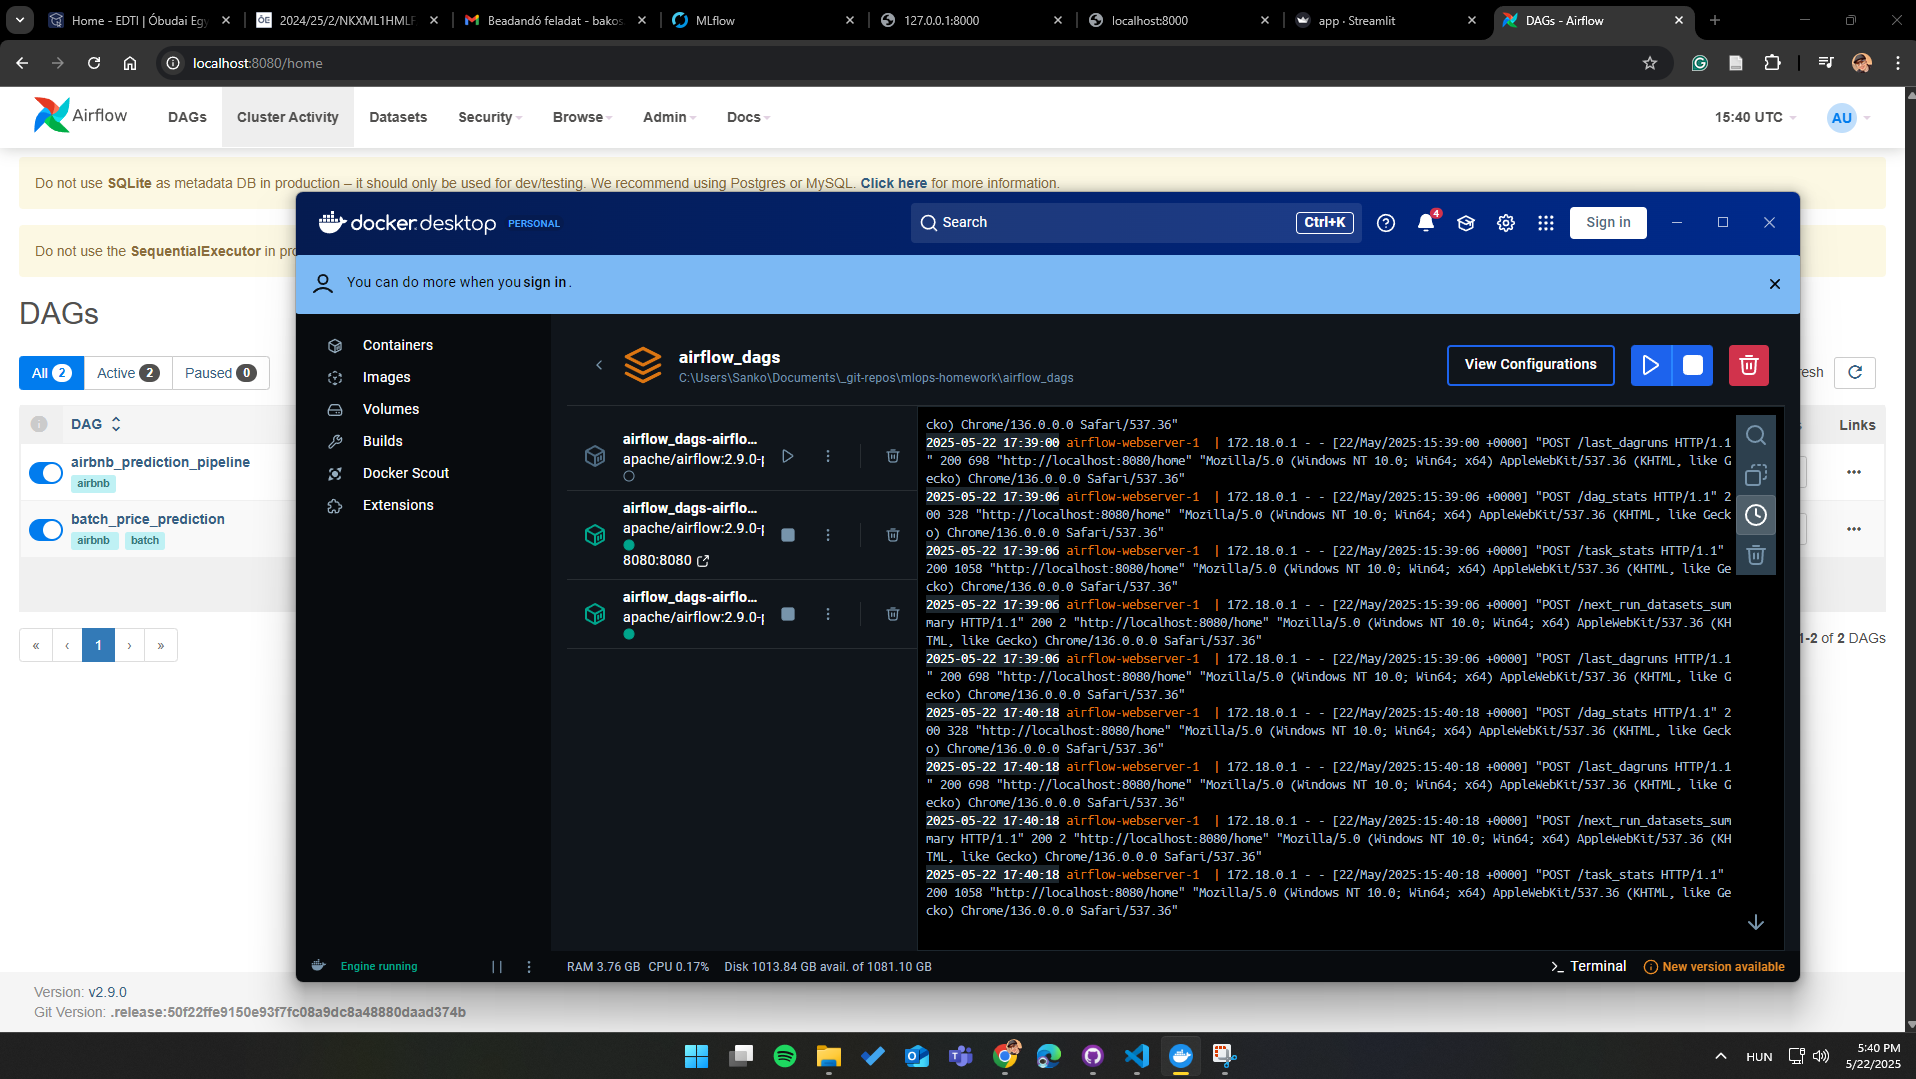 Home - EDTI | Óbudai Egy
2024/25/2/NKXML1HMLF
Beadandó feladat - bakos
MLflow
127.0.0.1:8000
localhost:8000
app · Streamlit
DAGs - Airflow
localhost:8080/home
Airflow
DAGs
Cluster Activity
Datasets
Security
Browse
Admin
Docs
15:40 UTC
AU
Do not use SQLite as metadata DB in production – it should only be used for dev/testing. We recommend using Postgres or MySQL. Click here for more information.
Do not use the SequentialExecutor in pro
DAGs
All 2
Active 2
Paused 0
resh
DAG
Links
airbnb_prediction_pipeline
airbnb
batch_price_prediction
airbnb batch
« ‹ 1 › »
1-2 of 2 DAGs
Version: v2.9.0
Git Version: .release:50f22ffe9150e93f7fc08a9dc8a48880daad374b
docker desktop PERSONAL
Search
Ctrl+K
4
Sign in
You can do more when you sign in.
Containers
Images
Volumes
Builds
Docker Scout
Extensions
airflow_dags
C:\Users\Sanko\Documents\_git-repos\mlops-homework\airflow_dags
View Configurations
airflow_dags-airflo...
apache/airflow:2.9.0-p
airflow_dags-airflo...
apache/airflow:2.9.0-p
8080:8080
airflow_dags-airflo...
apache/airflow:2.9.0-p
cko) Chrome/136.0.0.0 Safari/537.36"
2025-05-22 17:39:00 airflow-webserver-1 | 172.18.0.1 - - [22/May/2025:15:39:00 +0000] "POST /last_dagruns HTTP/1.1
" 200 698 "http://localhost:8080/home" "Mozilla/5.0 (Windows NT 10.0; Win64; x64) AppleWebKit/537.36 (KHTML, like G
ecko) Chrome/136.0.0.0 Safari/537.36"
2025-05-22 17:39:06 airflow-webserver-1 | 172.18.0.1 - - [22/May/2025:15:39:06 +0000] "POST /dag_stats HTTP/1.1" 2
00 328 "http://localhost:8080/home" "Mozilla/5.0 (Windows NT 10.0; Win64; x64) AppleWebKit/537.36 (KHTML, like Geck
o) Chrome/136.0.0.0 Safari/537.36"
2025-05-22 17:39:06 airflow-webserver-1 | 172.18.0.1 - - [22/May/2025:15:39:06 +0000] "POST /task_stats HTTP/1.1"
200 1058 "http://localhost:8080/home" "Mozilla/5.0 (Windows NT 10.0; Win64; x64) AppleWebKit/537.36 (KHTML, like Ge
cko) Chrome/136.0.0.0 Safari/537.36"
2025-05-22 17:39:06 airflow-webserver-1 | 172.18.0.1 - - [22/May/2025:15:39:06 +0000] "POST /next_run_datasets_sum
mary HTTP/1.1" 200 2 "http://localhost:8080/home" "Mozilla/5.0 (Windows NT 10.0; Win64; x64) AppleWebKit/537.36 (KH
TML, like Gecko) Chrome/136.0.0.0 Safari/537.36"
2025-05-22 17:39:06 airflow-webserver-1 | 172.18.0.1 - - [22/May/2025:15:39:06 +0000] "POST /last_dagruns HTTP/1.1
" 200 698 "http://localhost:8080/home" "Mozilla/5.0 (Windows NT 10.0; Win64; x64) AppleWebKit/537.36 (KHTML, like G
ecko) Chrome/136.0.0.0 Safari/537.36"
2025-05-22 17:40:18 airflow-webserver-1 | 172.18.0.1 - - [22/May/2025:15:40:18 +0000] "POST /dag_stats HTTP/1.1" 2
00 328 "http://localhost:8080/home" "Mozilla/5.0 (Windows NT 10.0; Win64; x64) AppleWebKit/537.36 (KHTML, like Geck
o) Chrome/136.0.0.0 Safari/537.36"
2025-05-22 17:40:18 airflow-webserver-1 | 172.18.0.1 - - [22/May/2025:15:40:18 +0000] "POST /last_dagruns HTTP/1.1
" 200 698 "http://localhost:8080/home" "Mozilla/5.0 (Windows NT 10.0; Win64; x64) AppleWebKit/537.36 (KHTML, like G
ecko) Chrome/136.0.0.0 Safari/537.36"
2025-05-22 17:40:18 airflow-webserver-1 | 172.18.0.1 - - [22/May/2025:15:40:18 +0000] "POST /next_run_datasets_sum
mary HTTP/1.1" 200 2 "http://localhost:8080/home" "Mozilla/5.0 (Windows NT 10.0; Win64; x64) AppleWebKit/537.36 (KH
TML, like Gecko) Chrome/136.0.0.0 Safari/537.36"
2025-05-22 17:40:18 airflow-webserver-1 | 172.18.0.1 - - [22/May/2025:15:40:18 +0000] "POST /task_stats HTTP/1.1"
200 1058 "http://localhost:8080/home" "Mozilla/5.0 (Windows NT 10.0; Win64; x64) AppleWebKit/537.36 (KHTML, like Ge
cko) Chrome/136.0.0.0 Safari/537.36"
Engine running
RAM 3.76 GB CPU 0.17% Disk 1013.84 GB avail. of 1081.10 GB
Terminal
New version available
HUN
5:40 PM
5/22/2025